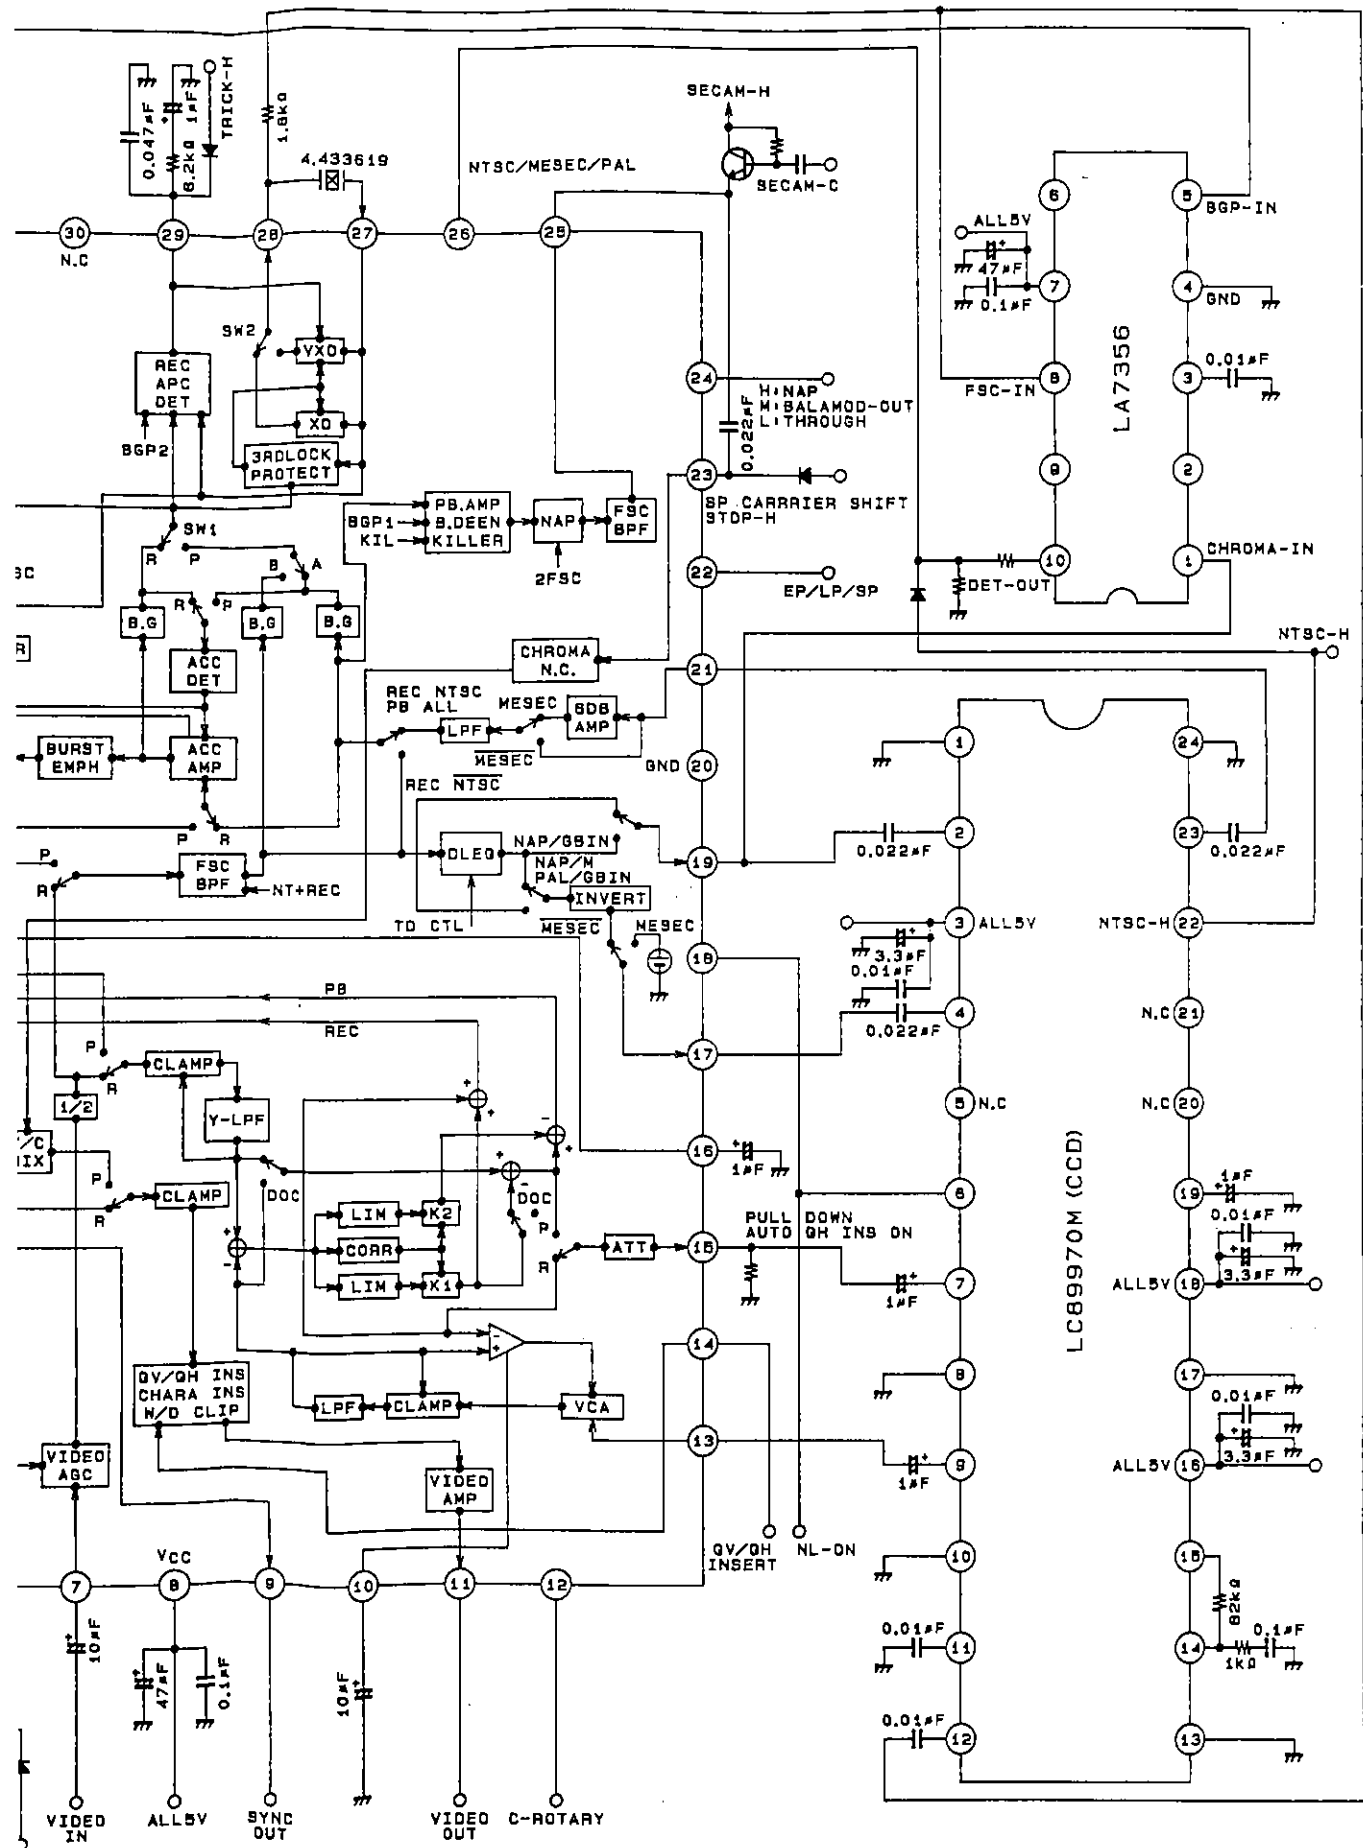 TRICK-H
0.047µF
1µF
8.2kΩ
1.8kΩ
4.433619
NTSC/MESEC/PAL
SECAM-H
SECAM-C
30
N.C
29
28
27
26
25
6
5
BGP-IN
ALL5V
47µF
0.1µF
7
4
GND
LA7356
SW2
VXO
REC
APC
DET
XO
BGP2
3RDLOCK
PROTECT
24
H:NAP
M:BALAMOD-OUT
L:THROUGH
0.022µF
8
FSC-IN
3
0.01µF
23
SP CARRRIER SHIFT
STOP-H
9
2
SW1
R
P
PB.AMP
B.DEEN
KILLER
BGP1
KIL
NAP
FSC
BPF
2FSC
22
EP/LP/SP
10
DET-OUT
1
CHROMA-IN
NTSC-H
SC
B
A
R
P
B.G
B.G
B.G
R
ACC
DET
CHROMA
N.C.
21
REC NTSC
PB ALL
MESEC
6DB
AMP
LPF
MESEC
REC NTSC
GND
20
BURST
EMPH
ACC
AMP
P
R
1
24
2
0.022µF
23
0.022µF
P
R
FSC
BPF
NT+REC
DLEQ
TD CTL
NAP/GBIN
NAP/M
PAL/GBIN
INVERT
MESEC
MESEC
19
18
3
ALL5V
3.3µF
0.01µF
NTSC-H
22
4
0.022µF
N.C
21
17
PB
REC
P
R
CLAMP
1/2
Y-LPF
5
N.C
N.C
20
LC89970M (CCD)
/C
IX
P
R
CLAMP
DOC
LIM
K2
CORR
LIM
K1
DOC
P
R
ATT
16
1µF
6
19
1µF
0.01µF
3.3µF
15
PULL DOWN
AUTO QH INS ON
7
1µF
ALL5V
18
14
QV/QH INS
CHARA INS
W/D CLIP
LPF
CLAMP
VCA
8
17
0.01µF
3.3µF
13
VIDEO
AGC
VIDEO
AMP
9
1µF
ALL5V
16
QV/QH
INSERT
NL-ON
10
15
82kΩ
7
VCC
8
9
10
11
12
10µF
47µF
0.1µF
10µF
11
0.01µF
14
1kΩ
0.1µF
12
0.01µF
13
VIDEO
IN
ALL5V
SYNC
OUT
VIDEO
OUT
C-ROTARY